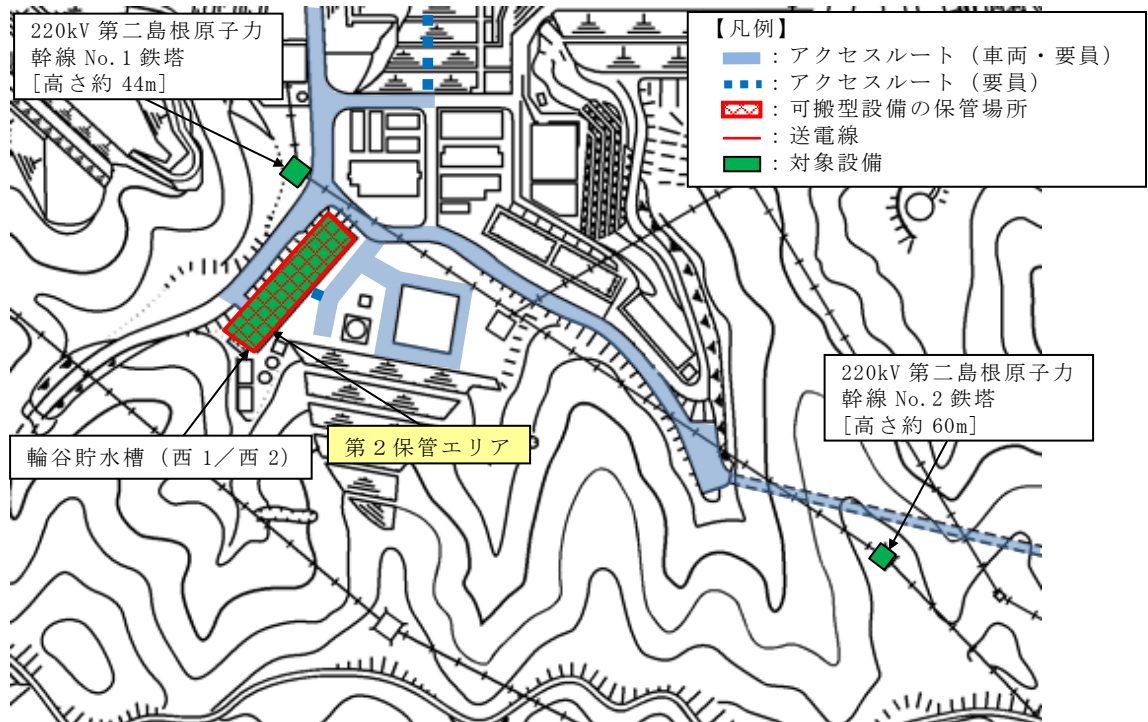 220kV 第二島根原子力
幹線 No.1 鉄塔
[高さ約 44m]
【凡例】
：アクセスルート（車両・要員）
：アクセスルート（要員）
：可搬型設備の保管場所
：送電線
：対象設備
220kV 第二島根原子力
幹線 No.2 鉄塔
[高さ約 60m]
輪谷貯水槽（西 1／西 2）
第２保管エリア